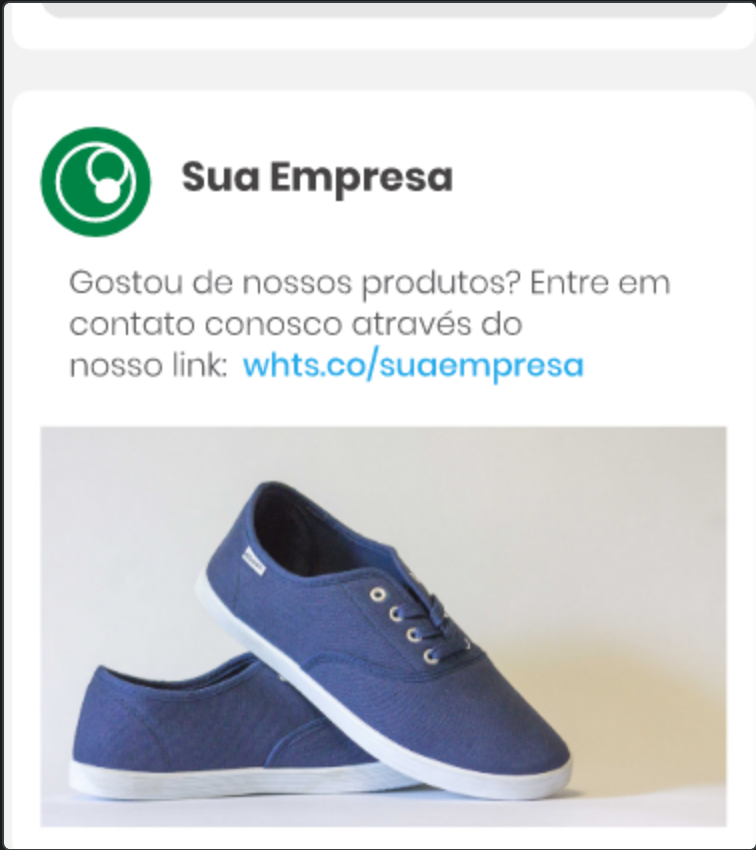 Sua Empresa
Gostou de nossos produtos? Entre em
contato conosco através do
nosso link: whts.co/suaempresa